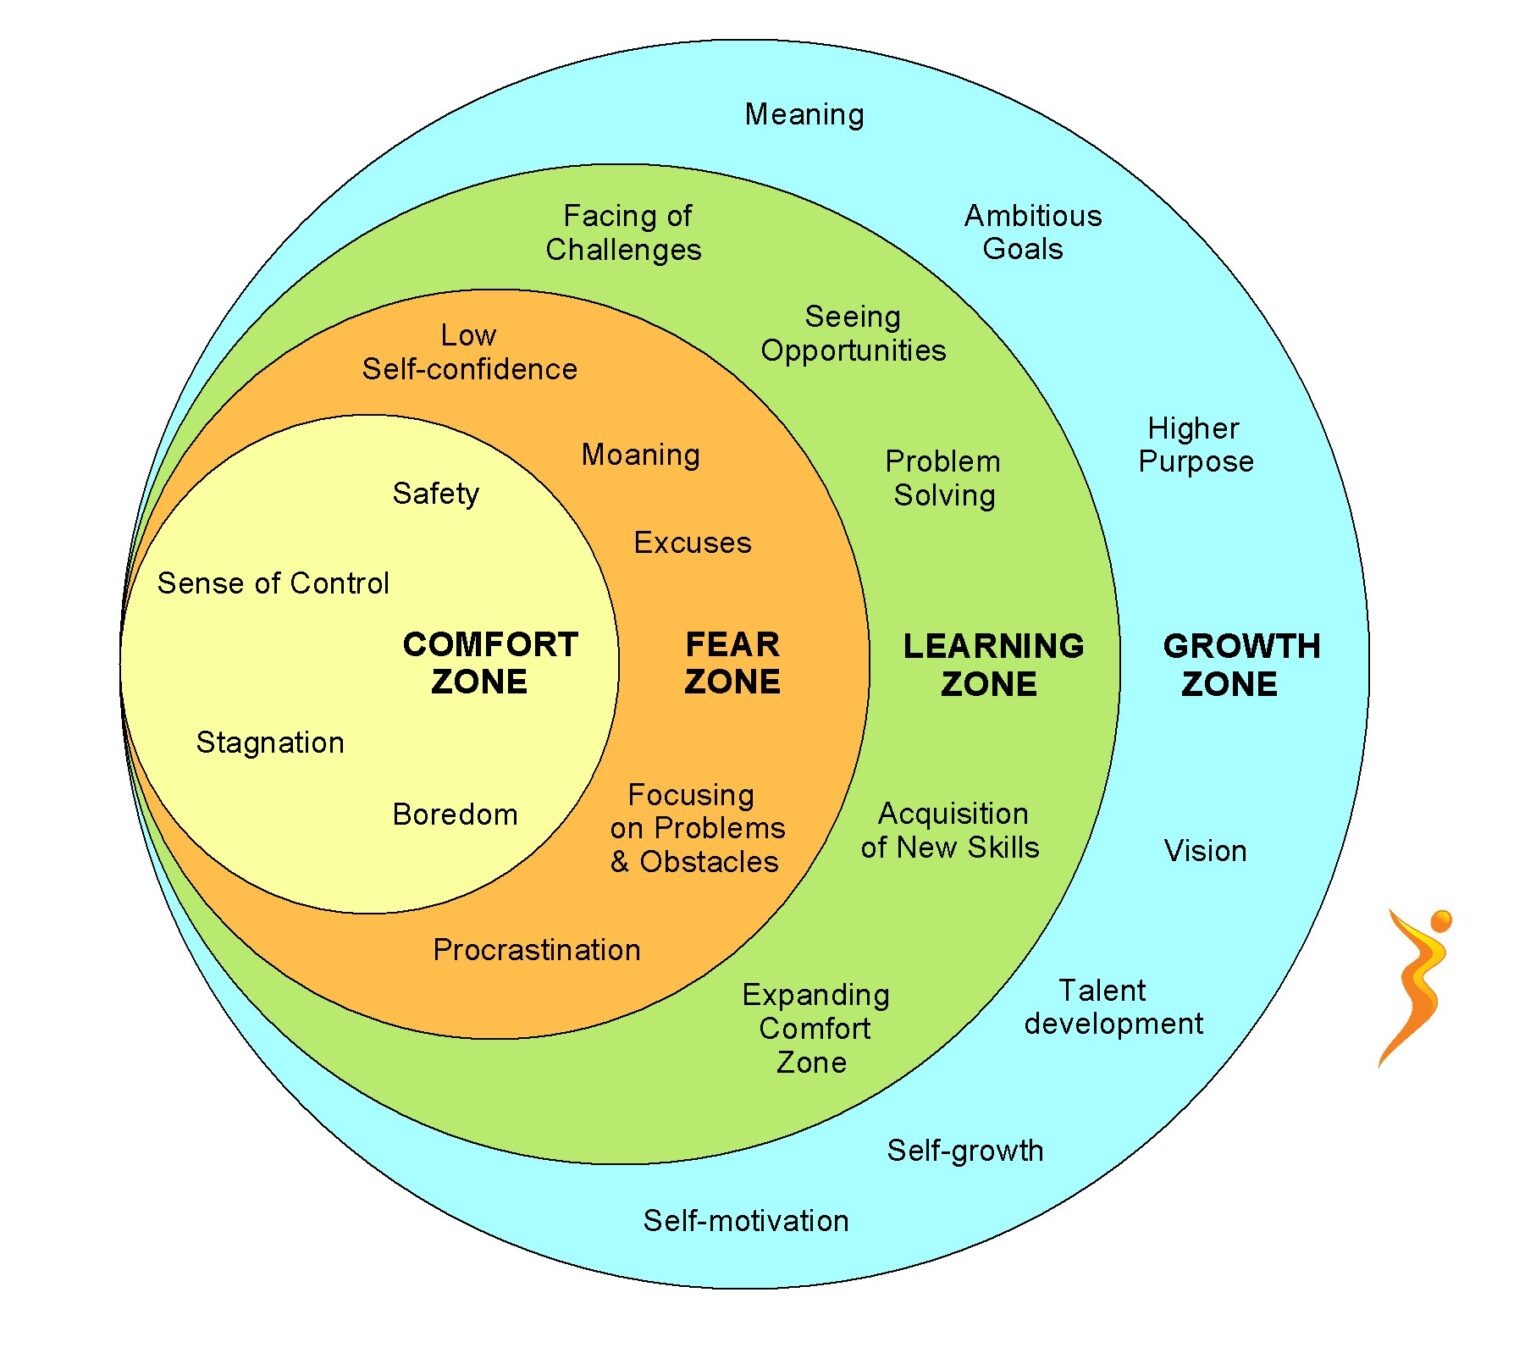 Meaning
Ambitious
Goals
Higher
Purpose
GROWTH
ZONE
Vision
Talent
development
Self-growth
Self-motivation
Facing of
Challenges
Seeing
Opportunities
Problem
Solving
LEARNING
ZONE
Acquisition
of New Skills
Expanding
Comfort
Zone
Low
Self-confidence
Moaning
Excuses
FEAR
ZONE
Focusing
on Problems
& Obstacles
Procrastination
Safety
Sense of Control
COMFORT
ZONE
Stagnation
Boredom